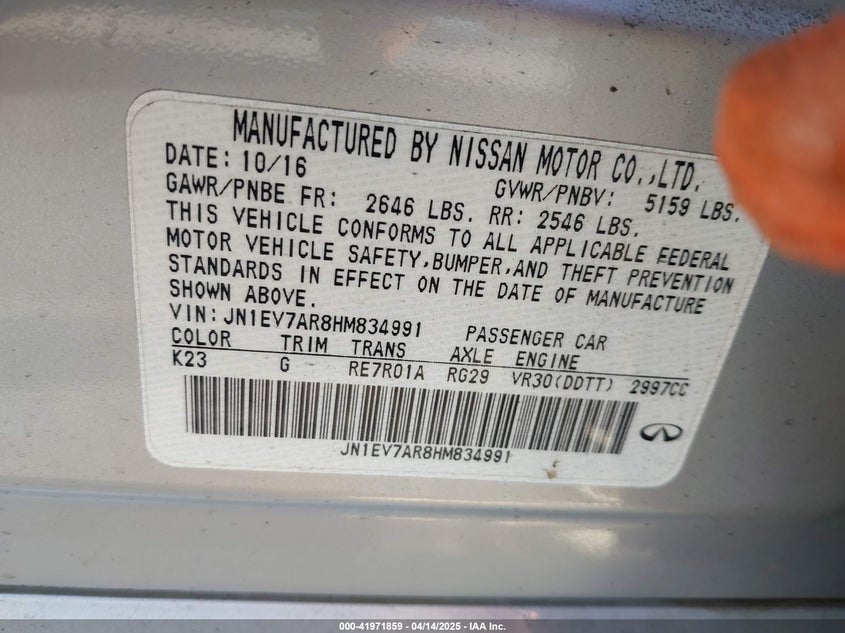 MANUFACTURED BY NISSAN MOTOR CO.,LTD.
DATE: 10/16 GVWR/PNBV: 5159 LBS.
GAWR/PNBE FR: 2646 LBS. RR: 2546 LBS.
THIS VEHICLE CONFORMS TO ALL APPLICABLE FEDERAL
MOTOR VEHICLE SAFETY,BUMPER,AND THEFT PREVENTION
STANDARDS IN EFFECT ON THE DATE OF MANUFACTURE
SHOWN ABOVE.
VIN:JN1EV7AR8HM834991 PASSENGER CAR
COLOR TRIM TRANS AXLE ENGINE
K23 G RE7R01A RG29 VR30(DDTT) 2997CC
JN1EV7AR8HM834991
000-41971859 | 04/14/2025 | IAA Inc.